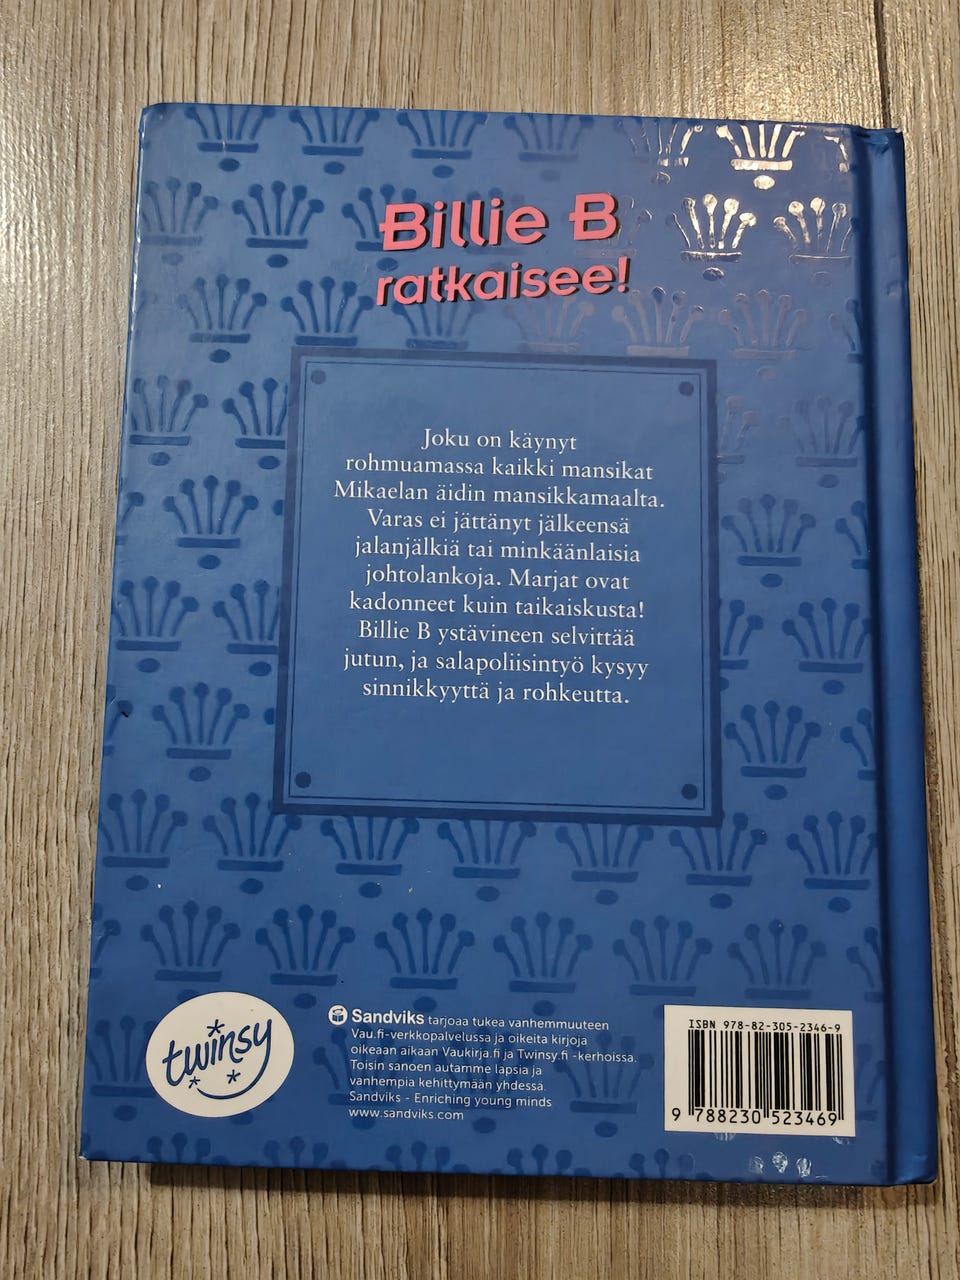 Billie B
ratkaisee!
Joku on käynyt
rohmuamassa kaikki mansikat
Mikaelan äidin mansikkamaalta.
Varas ei jättänyt jälkeensä
jalanjälkiä tai minkäänlaisia
johtolankoja. Marjat ovat
kadonneet kuin taikaiskusta!
Billie B ystävineen selvittää
jutun, ja salapoliisintyö kysyy
sinnikkyyttä ja rohkeutta.
twinsy
Sandviks tarjoaa tukea vanhemmuuteen
Vau.fi-verkkopalvelussa ja oikeita kirjoja
oikeaan aikaan Vaukirja.fi ja Twinsy.fi -kerhoissa.
Toisin sanoen autamme lapsia ja
vanhempia kehittymään yhdessä.
Sandviks - Enriching young minds
www.sandviks.com
ISBN 978-82-305-2346-9
9 788230 523469